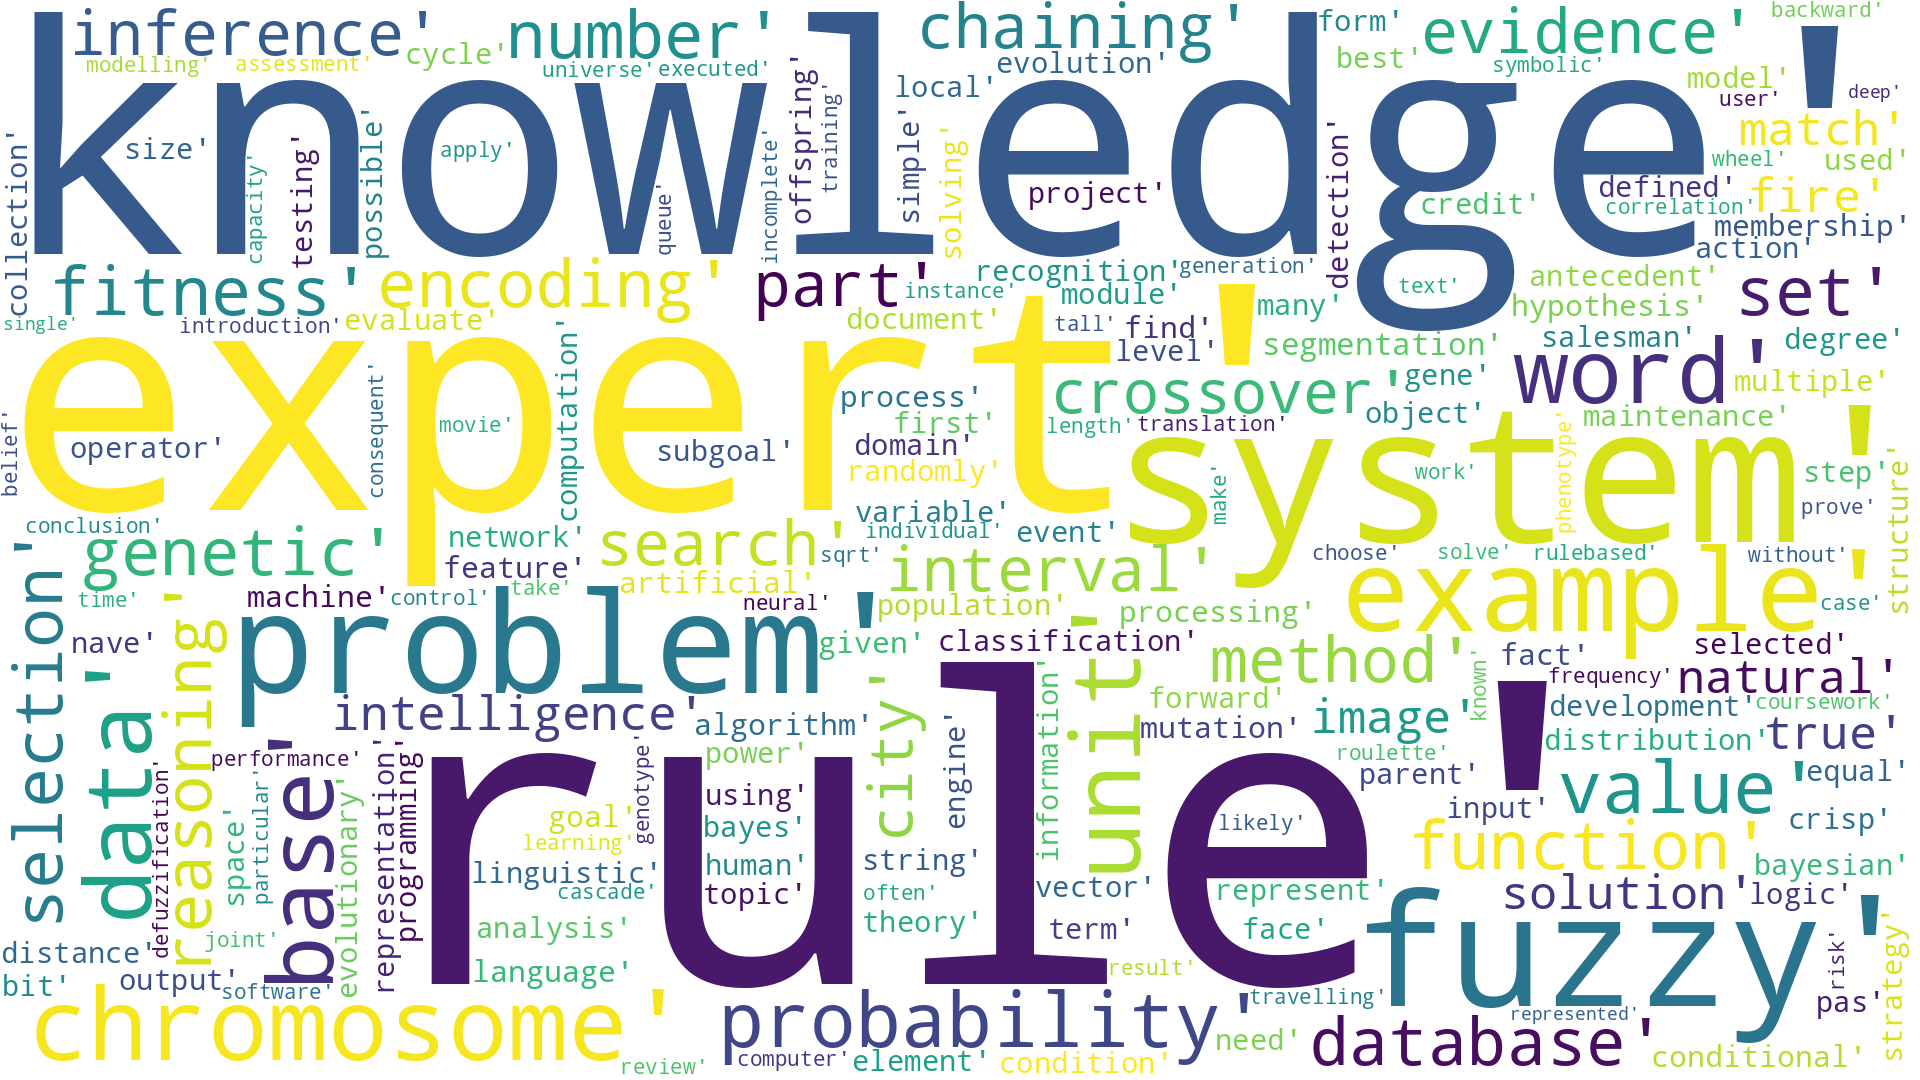 knowledge'
inference'
number'
chaining'
form'
evidence'
backward'
modelling'
assessment'
cycle'
universe'
executed'
evolution'
best'
symbolic'
model'
user'
deep'
local'
size'
apply'
collection'
capacity'
testing'
possible'
queue'
incomplete'
offspring'
training'
simple'
solving'
project'
detection'
credit'
match'
wheel'
used'
defined'
fire'
correlation'
membership'
action'
fitness'
encoding'
part'
recognition'
generation'
instance'
module'
many'
text'
antecedent'
hypothesis'
set'
single'
introduction'
evaluate'
document'
tall'
find'
level'
segmentation'
salesman'
degree'
expert'
system'
word'
crossover'
gene'
multiple'
process'
object'
maintenance'
first'
length'
translation'
belief'
operator'
consequent'
movie'
computation'
subgoal'
domain'
randomly'
make'
work'
phenotype'
step'
structure'
prove'
variable'
conclusion'
genetic'
network'
search'
individual'
event'
sqrt'
feature'
artificial'
interval'
choose'
solve'
rulebased'
without'
example'
case'
time'
machine'
control'
take'
neural'
population'
processing'
nave'
problem'
given'
classification'
unit'
method'
fact'
selected'
selection'
data'
reasoning'
known'
frequency'
natural'
intelligence'
algorithm'
city'
information'
forward'
mutation'
image'
development'
coursework'
distribution'
true'
roulette'
performance'
base'
rule'
power'
engine'
parent'
value'
equal'
defuzzification'
space'
particular'
evolutionary'
representation'
programming'
genotype'
using'
goal'
bayes'
learning'
likely'
input'
crisp'
function'
human'
string'
bayesian'
linguistic'
cascade'
topic'
often'
vector'
represent'
solution'
logic'
analysis'
theory'
term'
face'
fuzzy'
joint'
distance'
bit'
output'
software'
language'
result'
risk'
strategy'
travelling'
pas'
represented'
chromosome'
probability'
need'
database'
review'
computer'
element'
condition'
conditional'